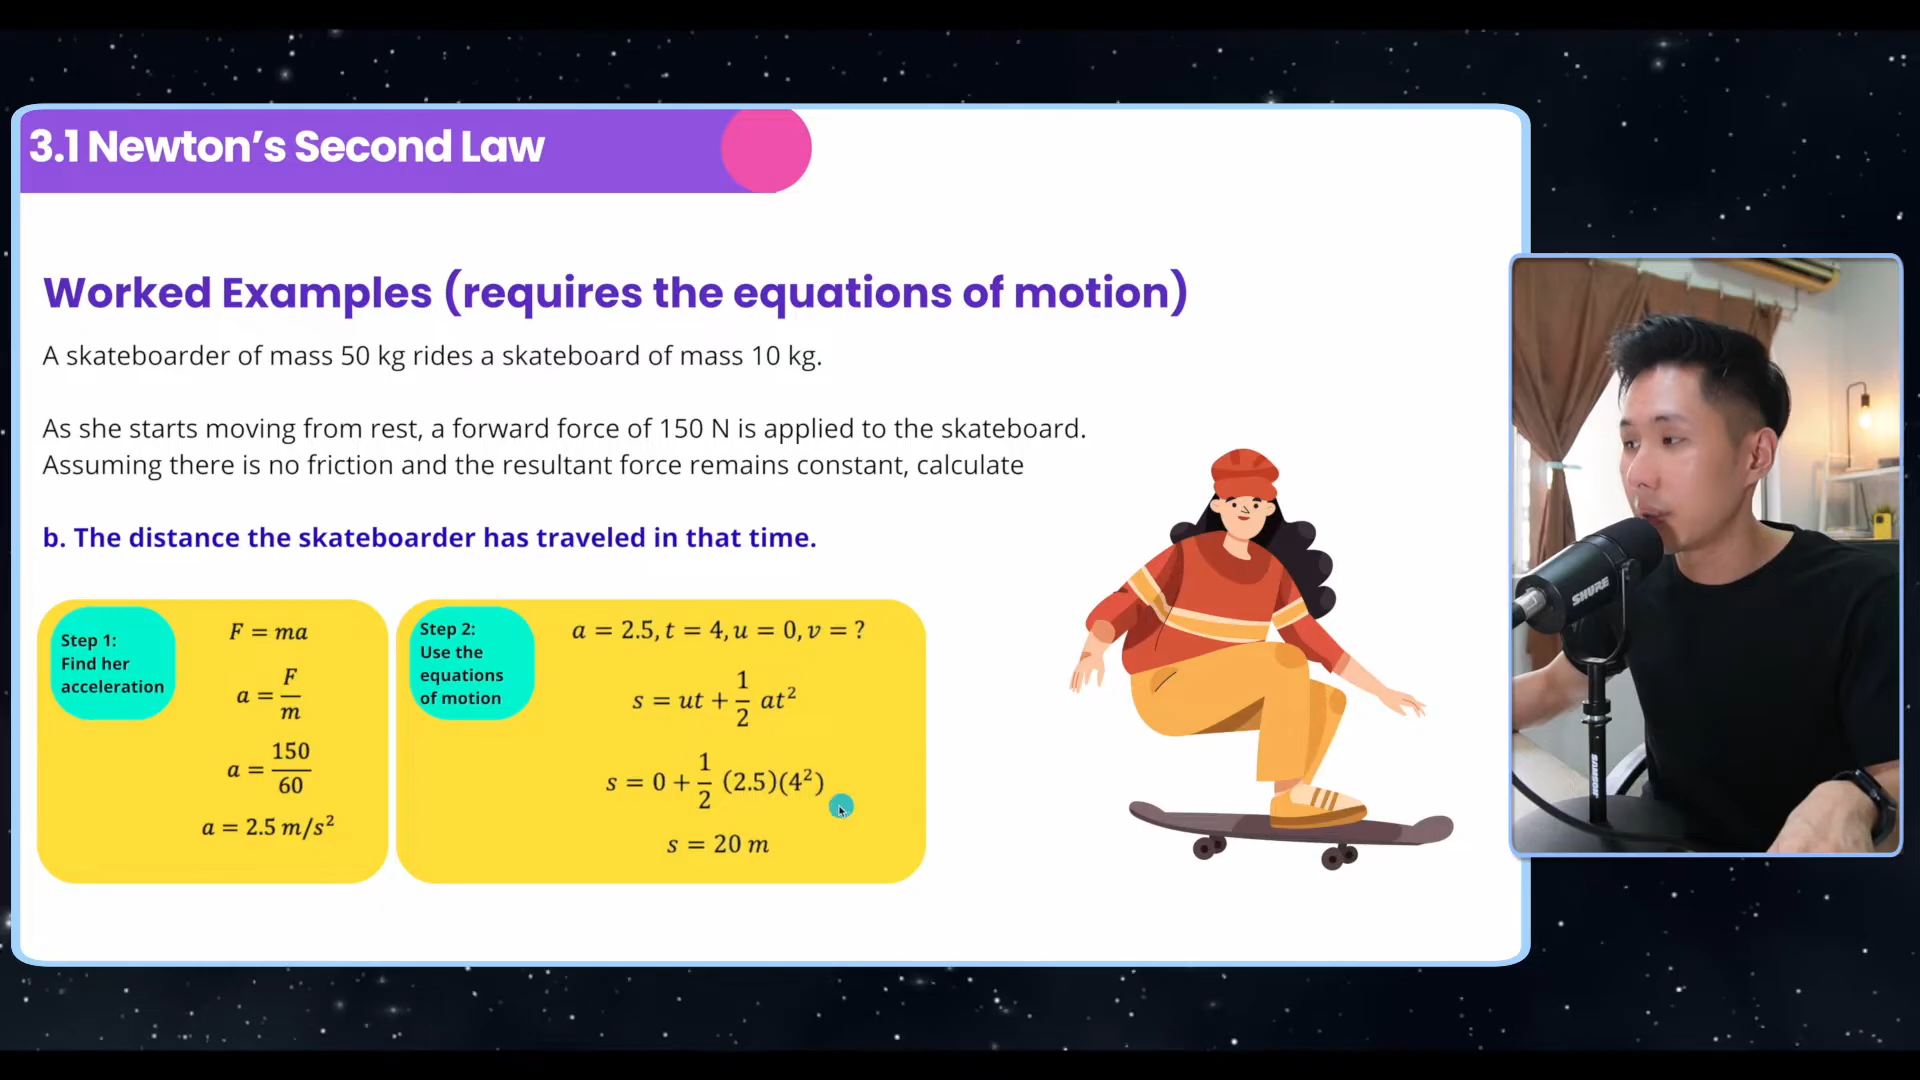 3.1 Newton’s Second Law
Worked Examples (requires the equations of motion)
A skateboarder of mass 50 kg rides a skateboard of mass 10 kg.
As she starts moving from rest, a forward force of 150 N is applied to the skateboard.
Assuming there is no friction and the resultant force remains constant, calculate
b. The distance the skateboarder has traveled in that time.
Step 1:
Find her
acceleration
F = ma
a = F/m
a = 150/60
a = 2.5 m/s²
Step 2:
Use the
equations
of motion
a = 2.5, t = 4, u = 0, v = ?
s = ut + 1/2 at²
s = 0 + 1/2 (2.5)(4²)
s = 20 m
SHURE
SAMSON